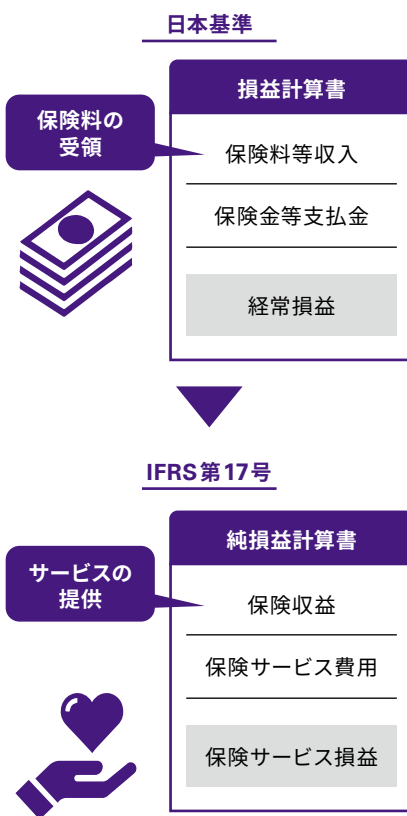 日本基準
損益計算書
保険料の
受領
保険料等収入
保険金等支払金
経常損益
IFRS第17号
純損益計算書
サービスの
提供
保険収益
保険サービス費用
保険サービス損益